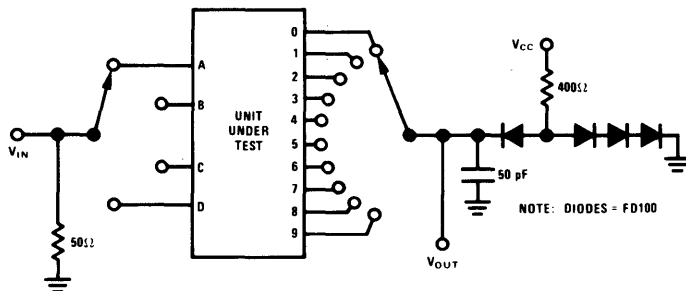 0
1
2
3
4
5
6
7
8
9
A
B
C
D
UNIT
UNDER
TEST
VIN
50Ω
VCC
400Ω
50 pF
NOTE: DIODES = FD100
VOUT